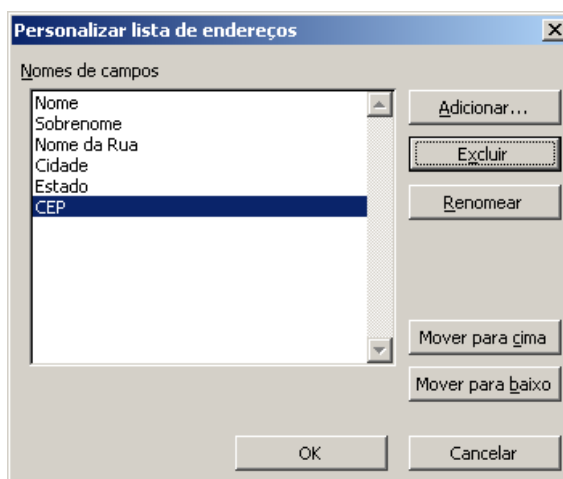 Personalizar lista de endereços
Nomes de campos
Nome
Sobrenome
Nome da Rua
Cidade
Estado
CEP
Adicionar...
Excluir
Renomear
Mover para cima
Mover para baixo
OK
Cancelar